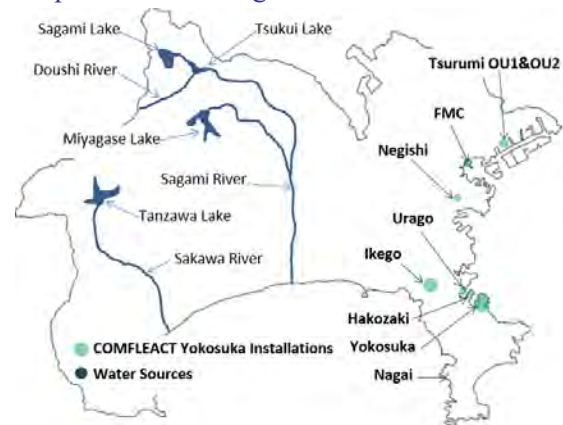 Sagami Lake
Tsukui Lake
Doushi River
Tsurumi OU1&OU2
FMC
Miyagase Lake
Negishi
Sagami River
Tanzawa Lake
Urago
Ikego
Sakawa River
Hakozaki
COMFLEACT Yokosuka Installations
Yokosuka
Water Sources
Nagai